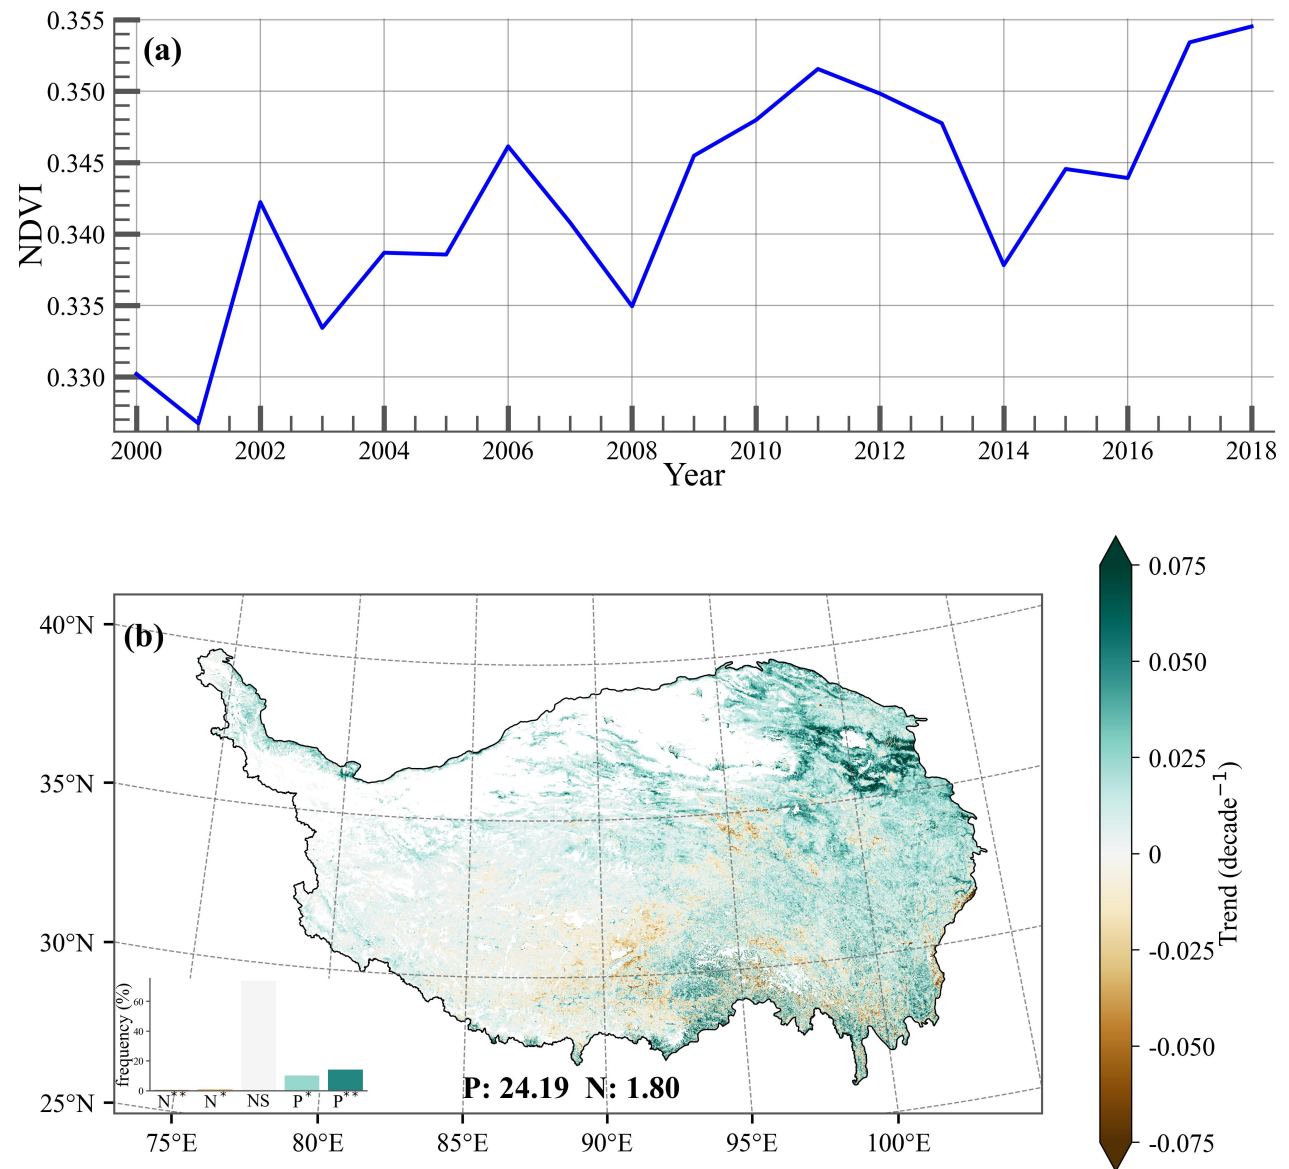 (a)
0.355
0.350
0.345
0.340
0.335
0.330
NDVI
2000 2002 2004 2006 2008 2010 2012 2014 2016 2018
Year
(b)
40°N
35°N
30°N
25°N
75°E 80°E 85°E 90°E 95°E 100°E
frequency (%)
60
40
20
0
N** N* NS P* P**
P: 24.19 N: 1.80
0.075
0.050
0.025
0
-0.025
-0.050
-0.075
Trend (decade⁻¹)